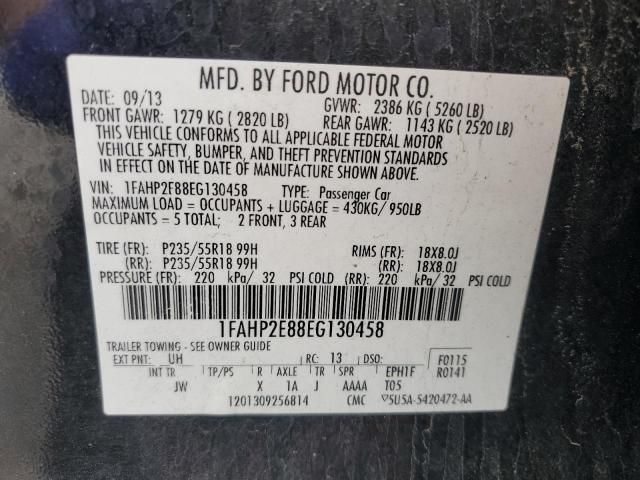 MFD. BY FORD MOTOR CO.
DATE: 09/13 GVWR: 2386 KG ( 5260 LB)
FRONT GAWR: 1279 KG ( 2820 LB) REAR GAWR: 1143 KG ( 2520 LB)
THIS VEHICLE CONFORMS TO ALL APPLICABLE FEDERAL MOTOR
VEHICLE SAFETY, BUMPER, AND THEFT PREVENTION STANDARDS
IN EFFECT ON THE DATE OF MANUFACTURE SHOWN ABOVE.
VIN: 1FAHP2E88EG130458 TYPE: Passenger Car
MAXIMUM LOAD = OCCUPANTS + LUGGAGE = 430KG/ 950LB
OCCUPANTS = 5 TOTAL; 2 FRONT, 3 REAR
TIRE (FR): P235/55R18 99H RIMS (FR): 18X8.0J
(RR): P235/55R18 99H (RR): 18X8.0J
PRESSURE (FR): 220 kPa/ 32 PSI COLD (RR): 220 kPa/ 32 PSI COLD
1FAHP2E88EG130458
TRAILER TOWING - SEE OWNER GUIDE
EXT PNT: UH RC: 13 DSO: F0115
INT TR TP/PS R AXLE TR SPR EPH1F R0141
JW X 1A J AAAA T05
1201309256814 CMC 5U5A-5420472-AA